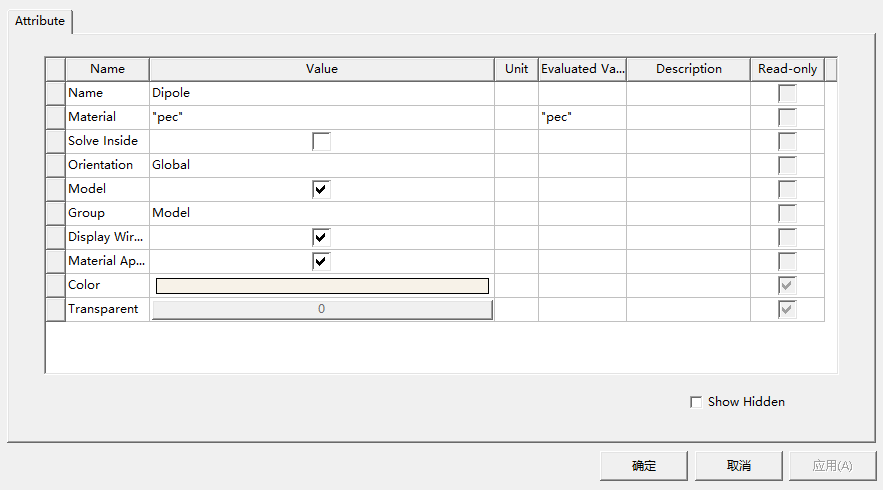 Attribute
Name Value Unit Evaluated Va... Description Read-only
Name Dipole
Material "pec" "pec"
Solve Inside
Orientation Global
Model
Group Model
Display Wir...
Material Ap...
Color
Transparent 0
Show Hidden
确定 取消 应用(A)